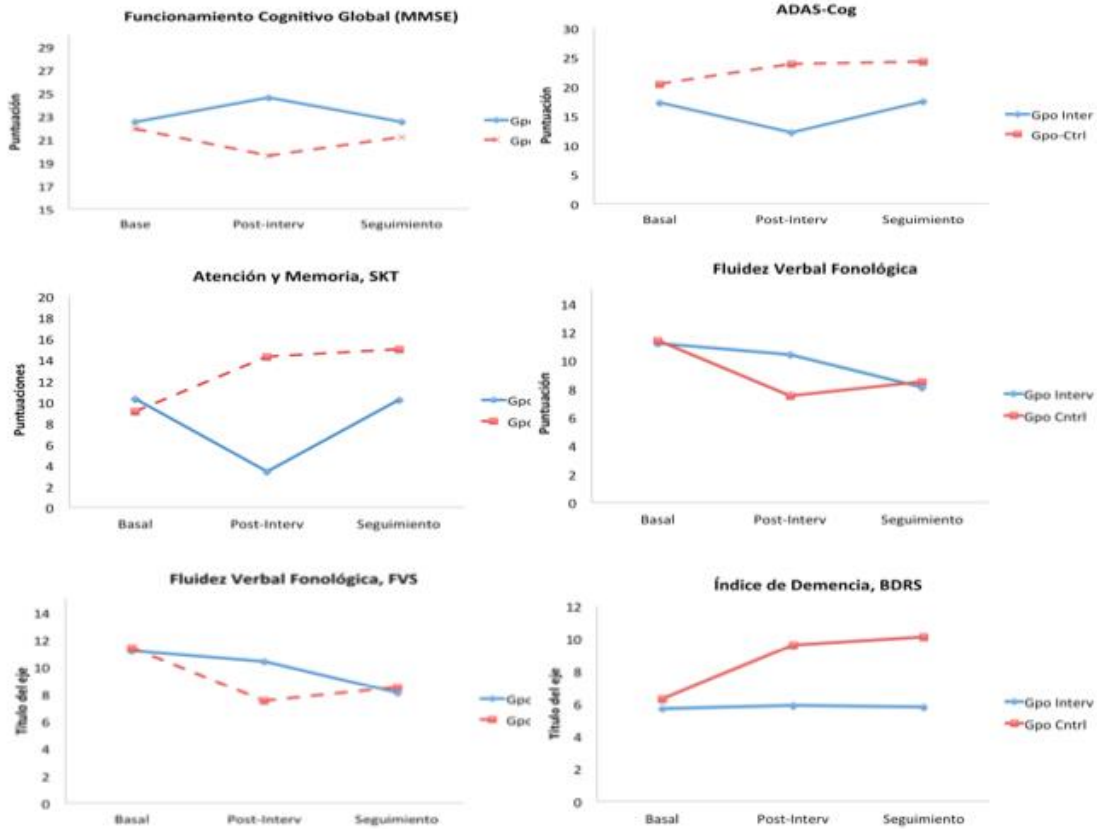 Funcionamiento Cognitivo Global (MMSE)
29
27
25
23
21
19
17
15
Puntuación
Base Post-interv Seguimiento
Gp
Gp
ADAS-Cog
30
25
20
15
10
5
0
Puntuación
Basal Post-Interv Seguimiento
Gpo Inter
Gpo-Ctrl
Atención y Memoria, SKT
20
18
16
14
12
10
8
6
4
2
0
Puntuaciones
Basal Post-Interv Seguimiento
Gpo
Gpo
Fluidez Verbal Fonológica
14
12
10
8
6
4
2
0
Puntuación
Basal Post-Interv Seguimiento
Gpo Interv
Gpo Cntrl
Fluidez Verbal Fonológica, FVS
14
12
10
8
6
4
2
0
Título del eje
Basal Post-Interv Seguimiento
Gpo
Gpo
Índice de Demencia, BDRS
12
10
8
6
4
2
0
Título del eje
Basal Post-Interv Seguimiento
Gpo Interv
Gpo Cntrl